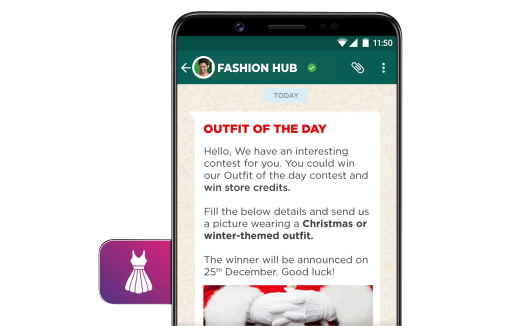 11:50
FASHION HUB
TODAY
OUTFIT OF THE DAY
Hello, We have an interesting
contest for you. You could win
our Outfit of the day contest and
win store credits.
Fill the below details and send us
a picture wearing a Christmas or
winter-themed outfit.
The winner will be announced on
25th December. Good luck!